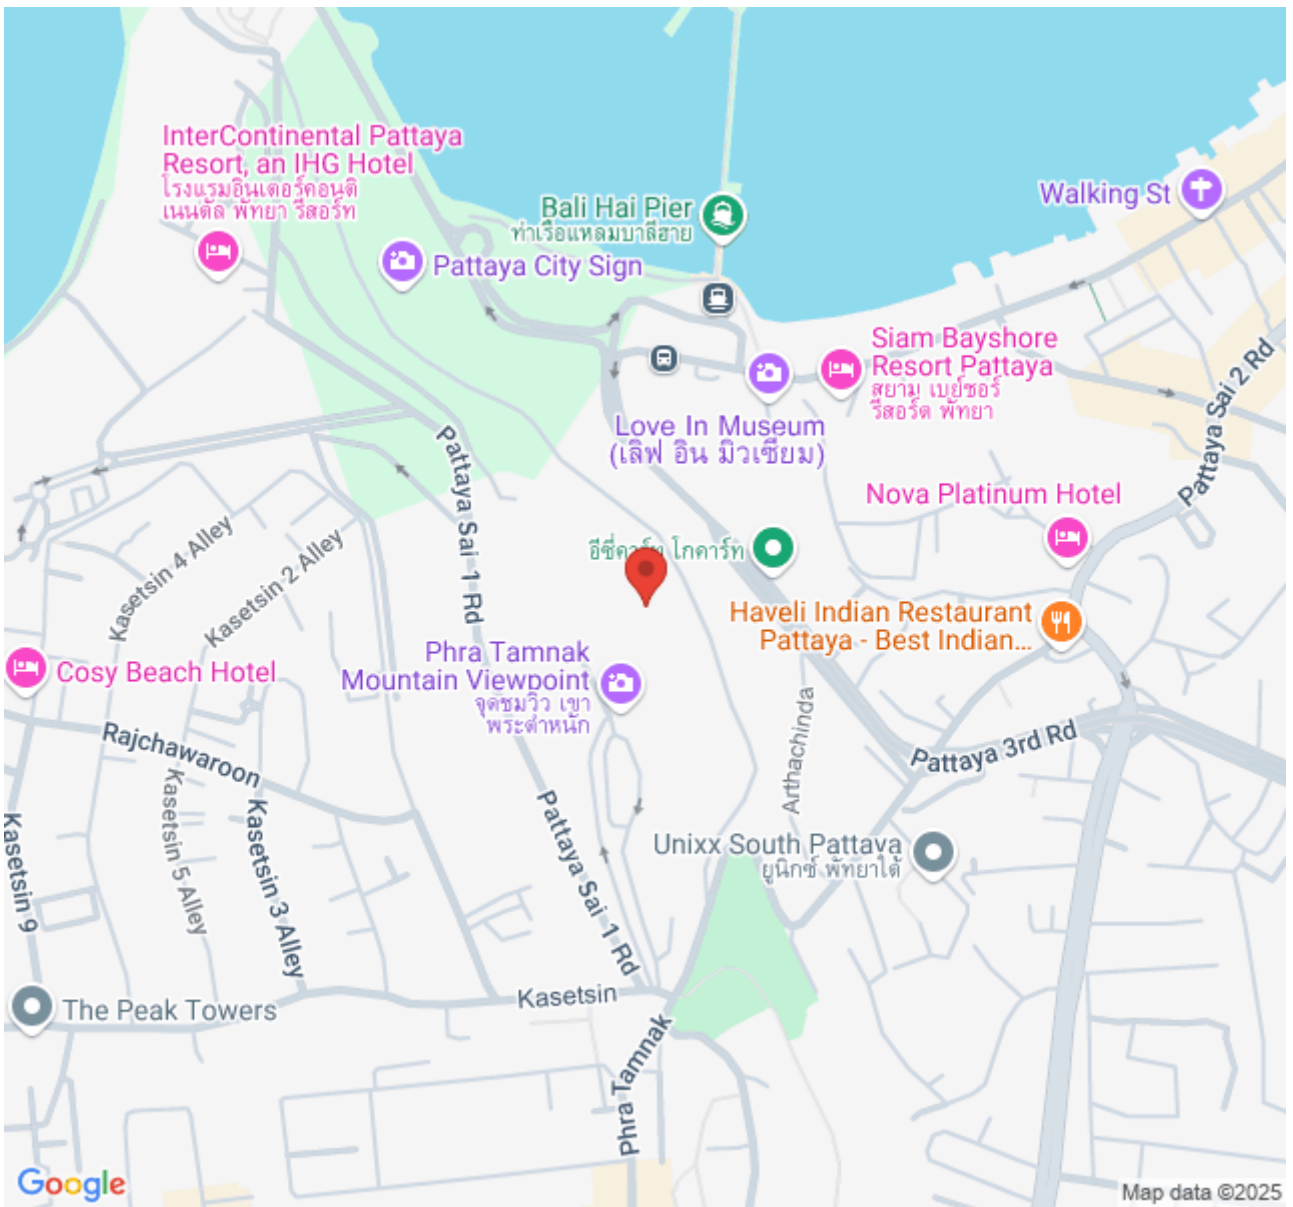 InterContinental Pattaya
Resort, an IHG Hotel
โรงแรมอินเตอร์คอนติ
เนนตัล พัทยา รีสอร์ท
Bali Hai Pier
ท่าเรือแหลมบาลีฮาย
Walking St
Pattaya City Sign
Siam Bayshore
Resort Pattaya
สยาม เบย์ชอร์
รีสอร์ต พัทยา
Pattaya Sai 2 Rd
Love In Museum
(เลิฟ อิน มิวเซียม)
Pattaya Sai 1 Rd
Nova Platinum Hotel
Kasetsin 4 Alley
Kasetsin 2 Alley
โกคาร์ท
Haveli Indian Restaurant
Pattaya - Best Indian...
Cosy Beach Hotel
Phra Tamnak
Mountain Viewpoint
จุดชมวิว เขา
พระตำหนัก
Rajchawaroon
Arthachinda
Pattaya 3rd Rd
Kasetsin 9
Kasetsin 5 Alley
Kasetsin 3 Alley
Pattaya Sai 1 Rd
Unixx South Pattaya
ยูนิกซ์ พัทยาใต้
The Peak Towers
Kasetsin
Phra Tamnak
Google
Map data ©2025